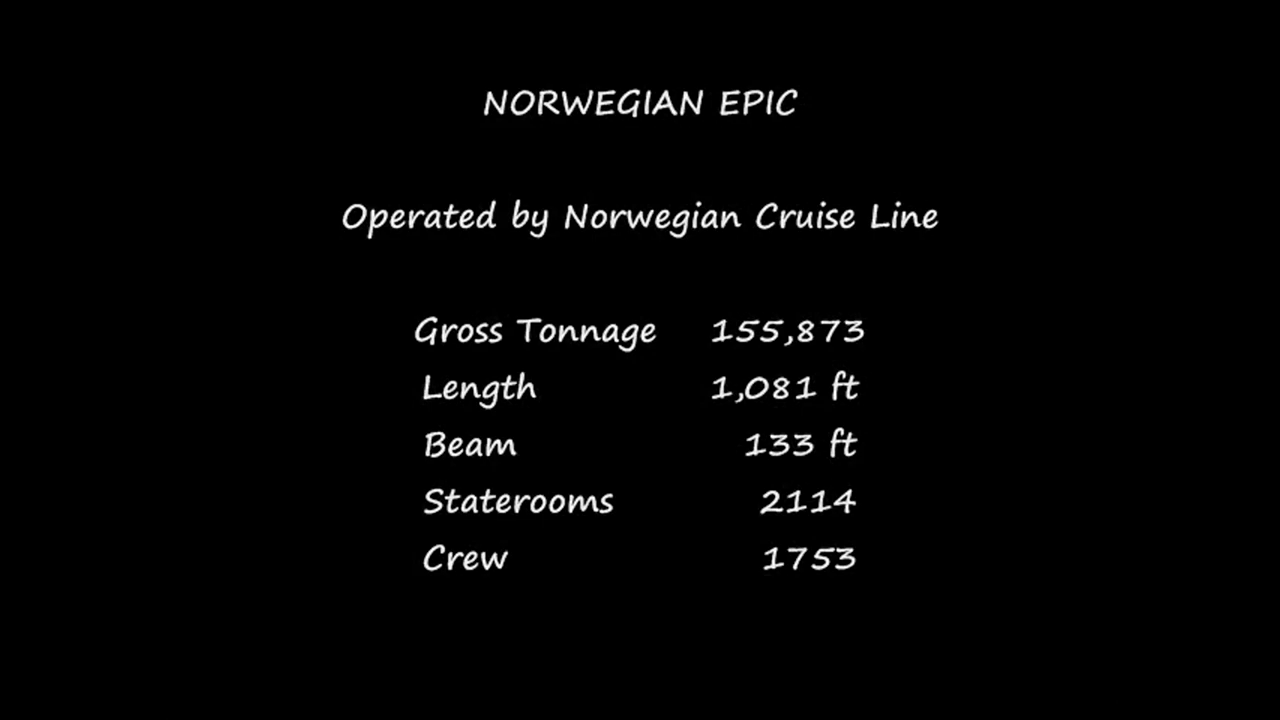 NORWEGIAN EPIC
Operated by Norwegian Cruise Line
Gross Tonnage 155,873
Length 1,081 ft
Beam 133 ft
Staterooms 2114
Crew 1753